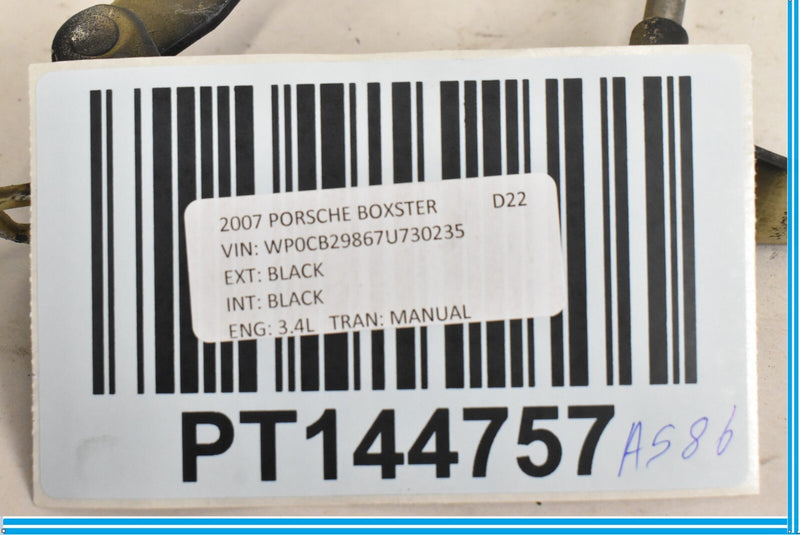 2007 PORSCHE BOXSTER D22
VIN: WP0CB29867U730235
EXT: BLACK
INT: BLACK
ENG: 3.4L TRAN: MANUAL
PT144757
AS86